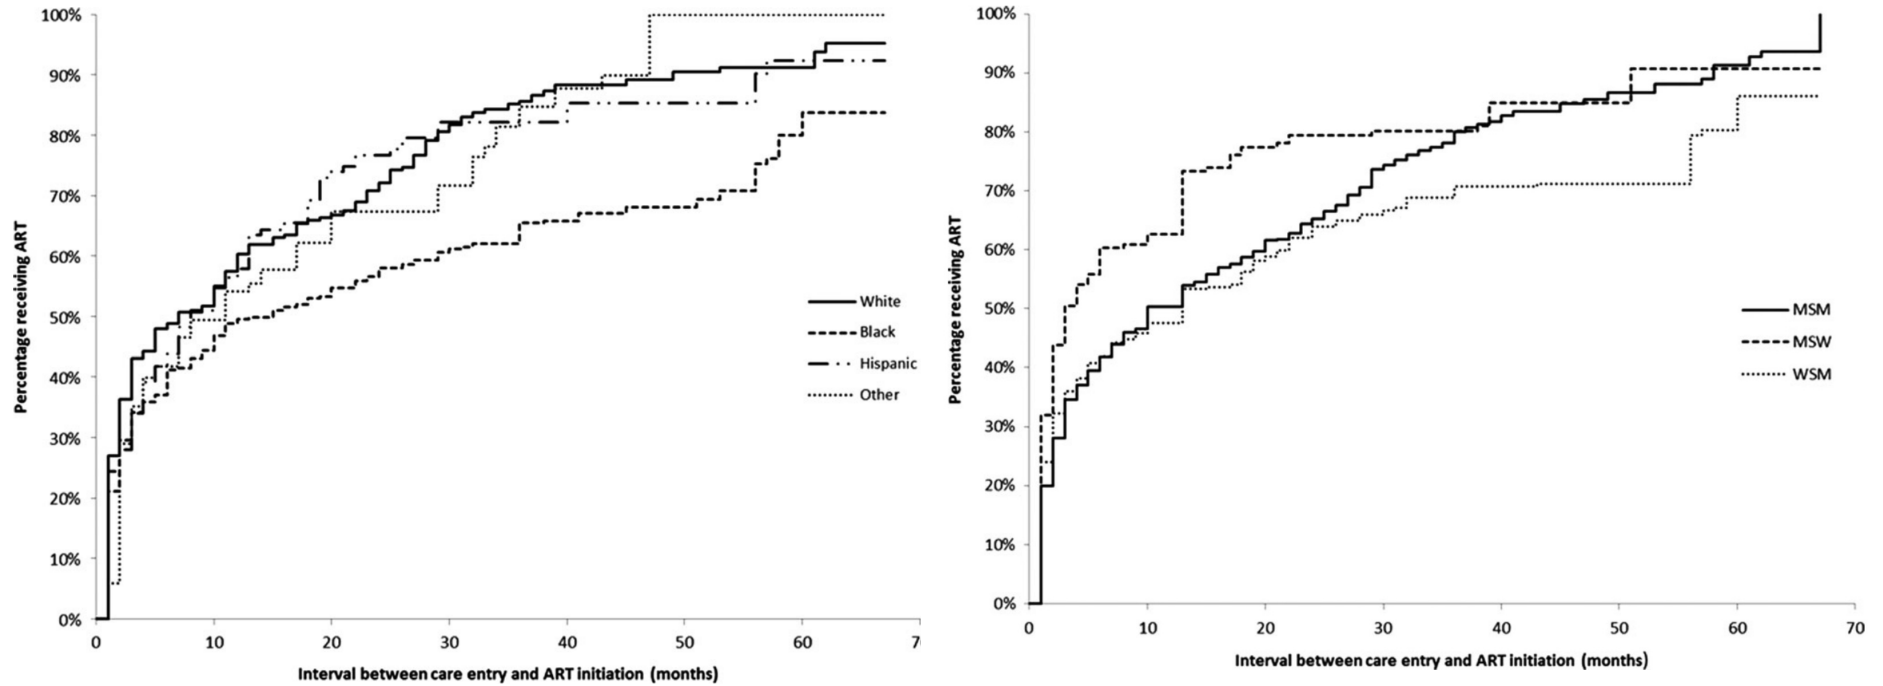 100%
90%
80%
70%
60%
50%
40%
30%
20%
10%
0%
Percentage receiving ART
0 10 20 30 40 50 60 7
Interval between care entry and ART initiation (months)
White
Black
Hispanic
Other
100%
90%
80%
70%
60%
50%
40%
30%
20%
10%
0%
Percentage receiving ART
0 10 20 30 40 50 60 70
Interval between care entry and ART initiation (months)
MSM
MSW
WSM